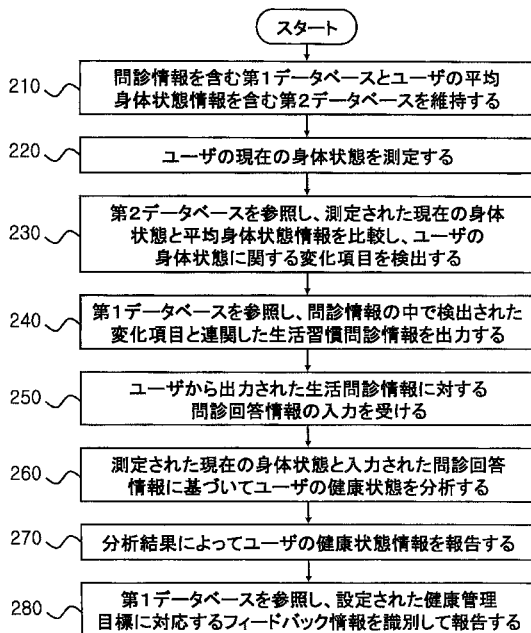 スタート
210
問診情報を含む第1データベースとユーザの平均
身体状態情報を含む第2データベースを維持する
220
ユーザの現在の身体状態を測定する
230
第2データベースを参照し、測定された現在の身体
状態と平均身体状態情報を比較し、ユーザの
身体状態に関する変化項目を検出する
240
第1データベースを参照し、問診情報の中で検出された
変化項目と連関した生活習慣問診情報を出力する
250
ユーザから出力された生活問診情報に対する
問診回答情報の入力を受ける
260
測定された現在の身体状態と入力された問診回答
情報に基づいてユーザの健康状態を分析する
270
分析結果によってユーザの健康状態情報を報告する
280
第1データベースを参照し、設定された健康管理
目標に対応するフィードバック情報を識別して報告する